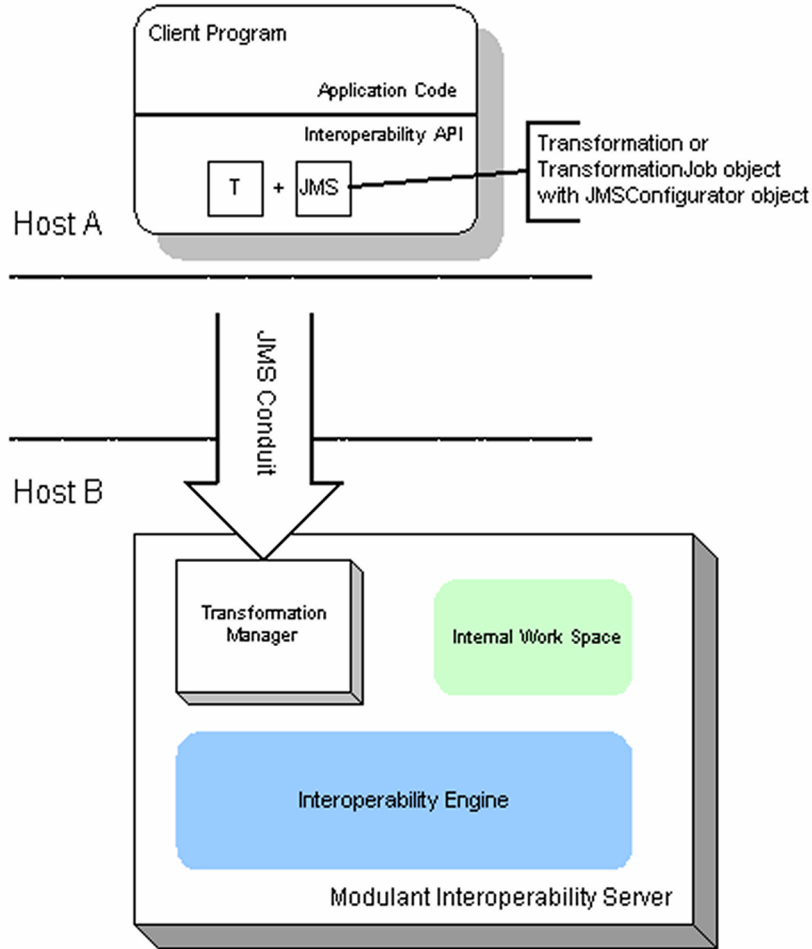 Client Program
Application Code
Interoperability API
T + JMS
Transformation or
TransformationJob object
with JMSConfigurator object
Host A
JMS Conduit
Host B
Transformation
Manager
Internal Work Space
Interoperability Engine
Modulant Interoperability Server